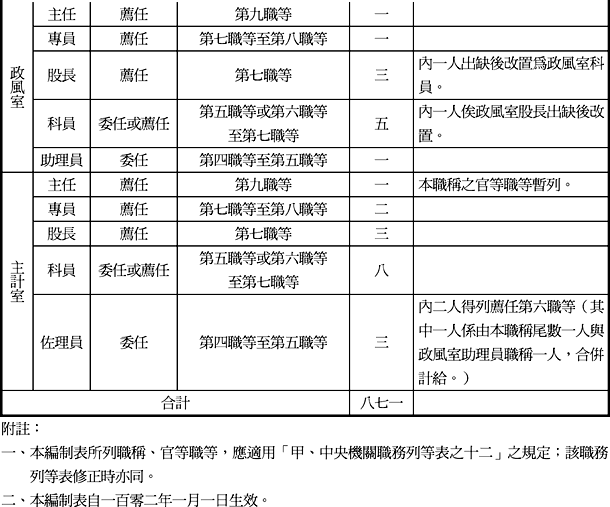 政風室
主任 薦任 第九職等 一
專員 薦任 第七職等至第八職等 一
股長 薦任 第七職等 三 內一人出缺後改置為政風室科
員。
科員 委任或薦任 第五職等或第六職等
至第七職等 五 內一人俟政風室股長出缺後改
置。
助理員 委任 第四職等至第五職等 一
主計室
主任 薦任 第九職等 一 本職稱之官等職等暫列。
專員 薦任 第七職等至第八職等 二
股長 薦任 第七職等 三
科員 委任或薦任 第五職等或第六職等
至第七職等 八
佐理員 委任 第四職等至第五職等 三 內二人得列薦任第六職等（其
中一人係由本職稱尾數一人與
政風室助理員職稱一人，合併
計給。）
合計 八七一
附註：
一、本編制表所列職稱、官等職等，應適用「甲、中央機關職務列等表之十二」之規定；該職務
列等表修正時亦同。
二、本編制表自一百零二年一月一日生效。